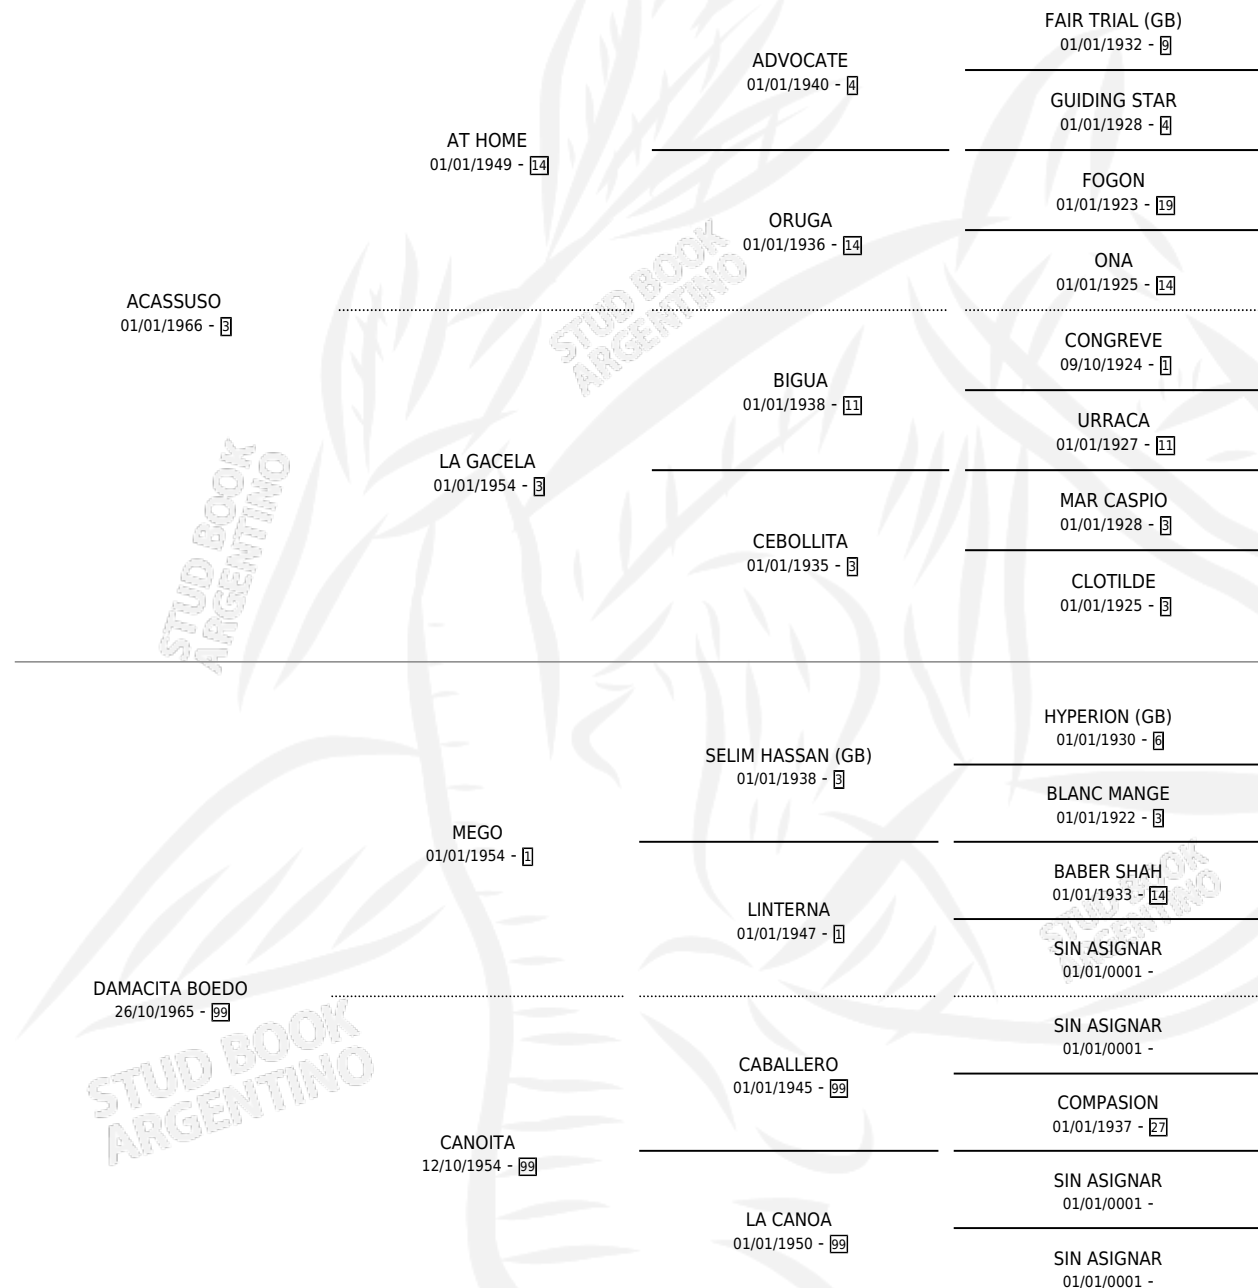 FAIR TRIAL (GB)
01/01/1932 - 9
ADVOCATE
01/01/1940 - 4
GUIDING STAR
01/01/1928 - 4
AT HOME
01/01/1949 - 14
FOGON
01/01/1923 - 19
ORUGA
01/01/1936 - 14
ONA
01/01/1925 - 14
ACASSUSO
01/01/1966 - 3
CONGREVE
09/10/1924 - 1
BIGUA
01/01/1938 - 11
URRACA
01/01/1927 - 11
LA GACELA
01/01/1954 - 3
MAR CASPIO
01/01/1928 - 3
CEBOLLITA
01/01/1935 - 3
CLOTILDE
01/01/1925 - 3
STUD BOOK
ARGENTINO
STUD BOOK
ARGENTINO
HYPERION (GB)
01/01/1930 - 6
SELIM HASSAN (GB)
01/01/1938 - 3
BLANC MANGE
01/01/1922 - 3
MEGO
01/01/1954 - 1
BABER SHAH
01/01/1933 - 14
LINTERNA
01/01/1947 - 1
SIN ASIGNAR
01/01/0001 -
DAMACITA BOEDO
26/10/1965 - 99
SIN ASIGNAR
01/01/0001 -
CABALLERO
01/01/1945 - 99
COMPASION
01/01/1937 - 27
CANOITA
12/10/1954 - 99
SIN ASIGNAR
01/01/0001 -
LA CANOA
01/01/1950 - 99
SIN ASIGNAR
01/01/0001 -
STUD BOOK
ARGENTINO
STUD BOOK
ARGENTINO